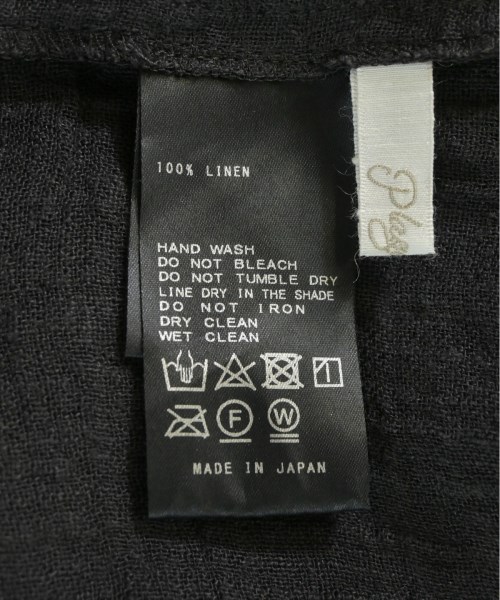 100% LINEN
HAND WASH
DO NOT BLEACH
DO NOT TUMBLE DRY
LINE DRY IN THE SHADE
DO NOT IRON
DRY CLEAN
WET CLEAN
F W
MADE IN JAPAN